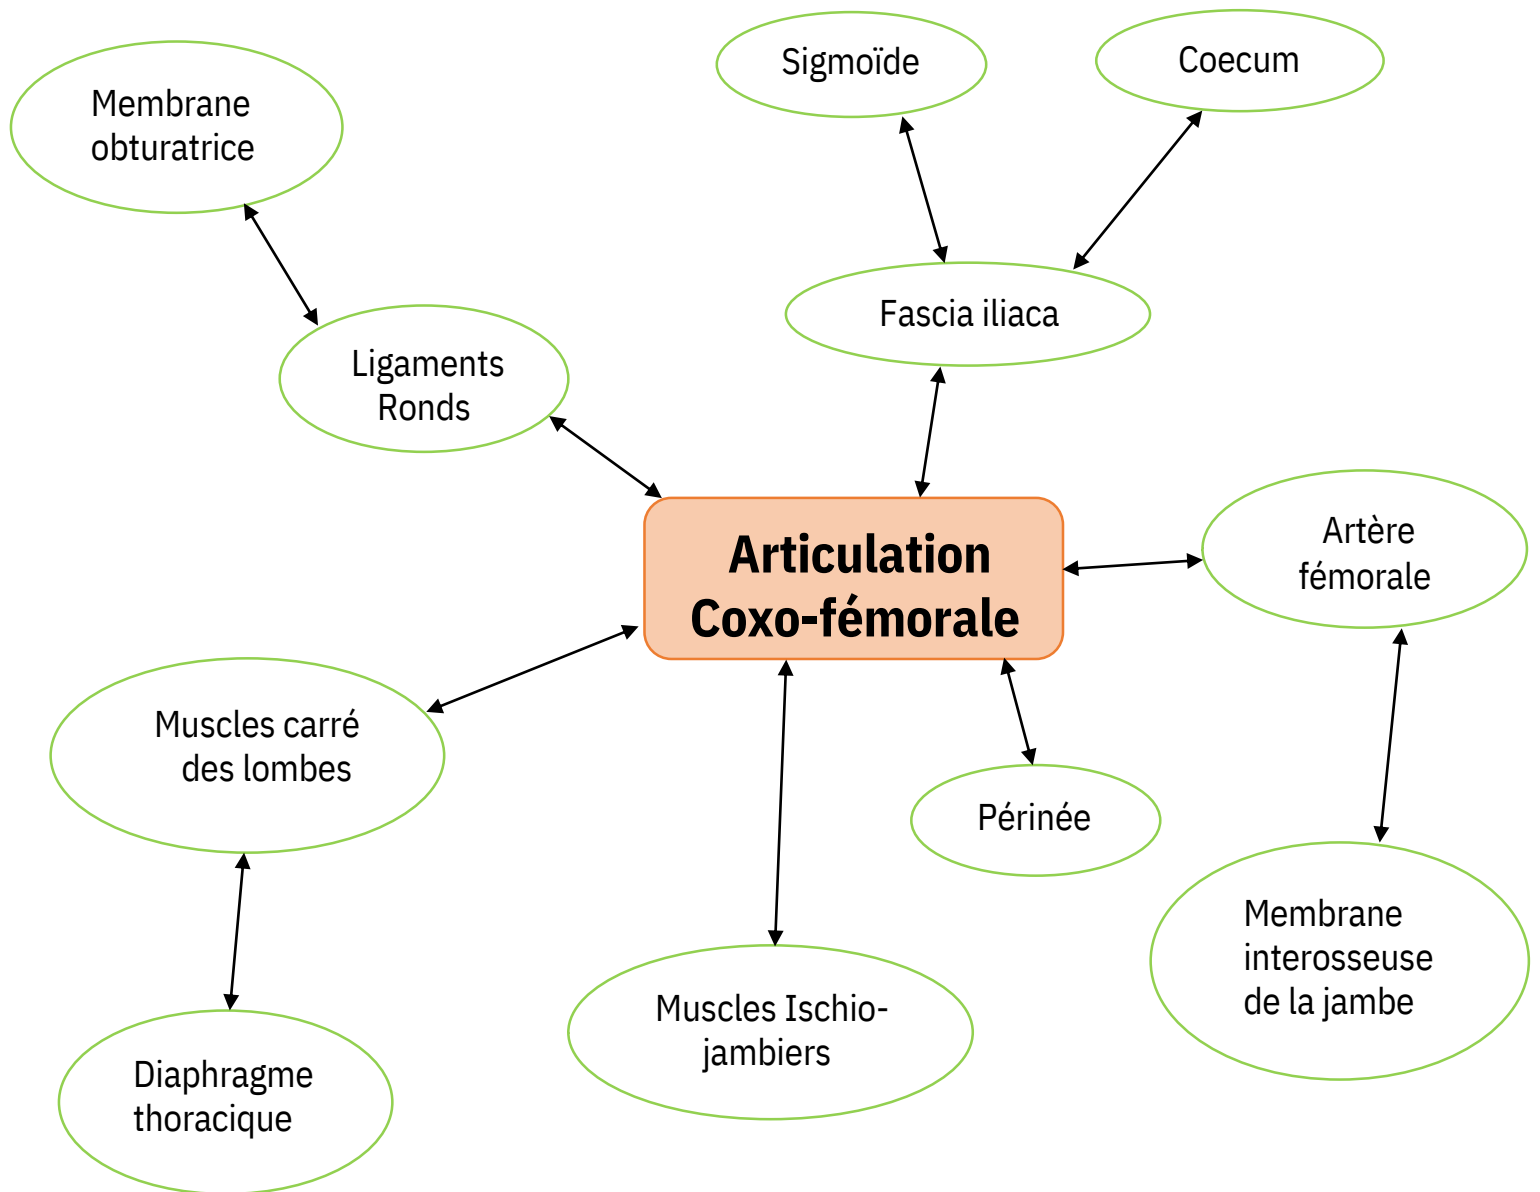 Sigmoïde
Coecum
Membrane
obturatrice
Fascia iliaca
Ligaments
Ronds
Articulation
Coxo-fémorale
Artère
fémorale
Muscles carré
des lombes
Périnée
Membrane
interosseuse
de la jambe
Muscles Ischio-
jambiers
Diaphragme
thoracique